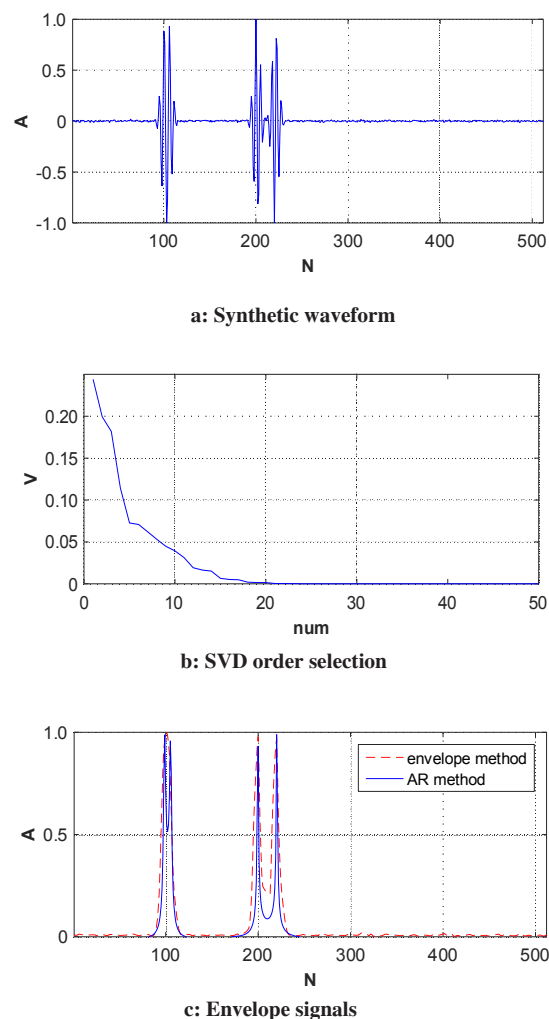 1.0
0.5
0
-0.5
-1.0
A
100
200
300
400
500
N
a: Synthetic waveform
0.20
0.15
0.10
0.05
0
V
0
10
20
30
40
50
num
b: SVD order selection
1.0
0.5
0
A
envelope method
AR method
100
200
300
400
500
N
c: Envelope signals